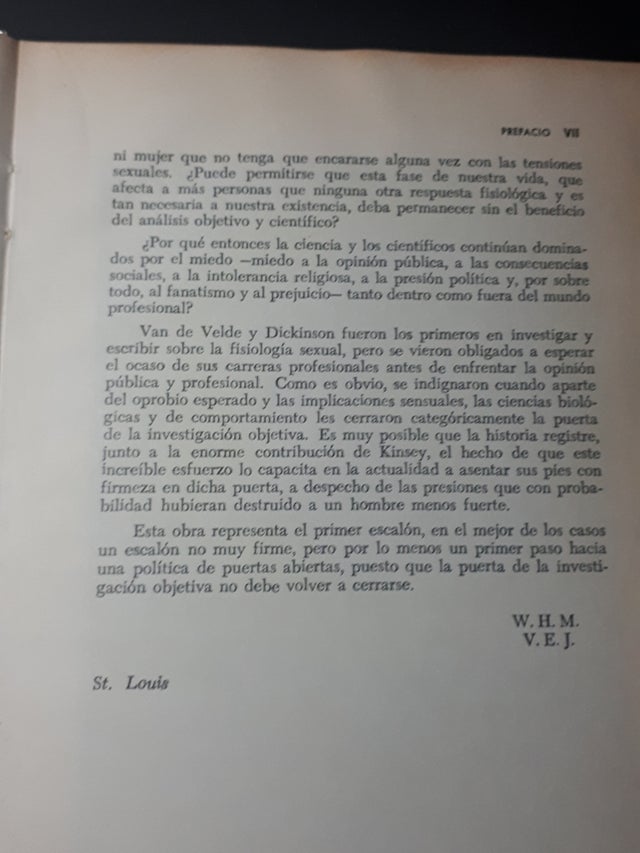 PREFACIO VII
ni mujer que no tenga que encararse alguna vez con las tensiones
sexuales. ¿Puede permitirse que esta fase de nuestra vida, que
afecta a más personas que ninguna otra respuesta fisiológica y es
tan necesaria a nuestra existencia, deba permanecer sin el beneficio
del análisis objetivo y científico?
¿Por qué entonces la ciencia y los científicos continúan domina-
dos por el miedo —miedo a la opinión pública, a las consecuencias
sociales, a la intolerancia religiosa, a la presión política y, por sobre
todo, al fanatismo y al prejuicio— tanto dentro como fuera del mundo
profesional?
Van de Velde y Dickinson fueron los primeros en investigar y
escribir sobre la fisiología sexual, pero se vieron obligados a esperar
el ocaso de sus carreras profesionales antes de enfrentar la opinión
pública y profesional. Como es obvio, se indignaron cuando aparte
del oprobio esperado y las implicaciones sensuales, las ciencias bioló-
gicas y de comportamiento les cerraron categóricamente la puerta
de la investigación objetiva. Es muy posible que la historia registre,
junto a la enorme contribución de Kinsey, el hecho de que este
increíble esfuerzo lo capacita en la actualidad a asentar sus pies con
firmeza en dicha puerta, a despecho de las presiones que con proba-
bilidad hubieran destruido a un hombre menos fuerte.
Esta obra representa el primer escalón, en el mejor de los casos
un escalón no muy firme, pero por lo menos un primer paso hacia
una política de puertas abiertas, puesto que la puerta de la investi-
gación objetiva no debe volver a cerrarse.
W. H. M.
V. E. J.
St. Louis